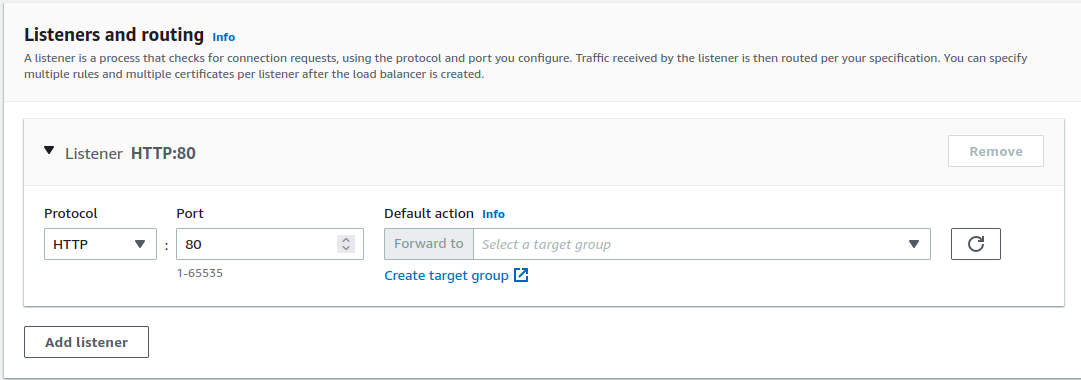 Listeners and routing Info
A listener is a process that checks for connection requests, using the protocol and port you configure. Traffic received by the listener is then routed per your specification. You can specify
multiple rules and multiple certificates per listener after the load balancer is created.
Listener HTTP:80
Remove
Protocol Port Default action Info
HTTP : 80 Forward to Select a target group
1-65535
Create target group
Add listener